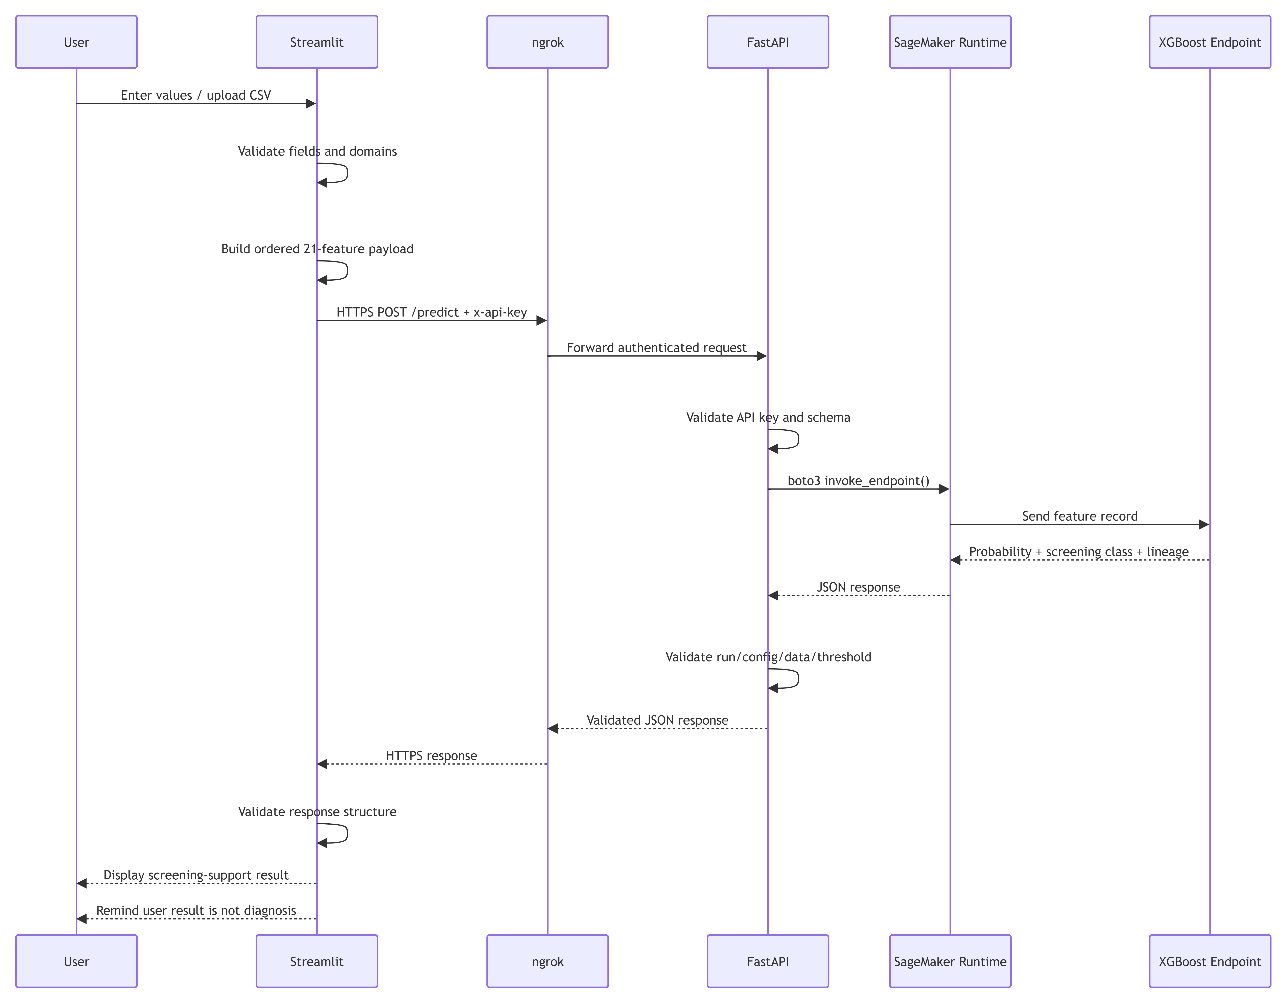 User
Streamlit
ngrok
FastAPI
SageMaker Runtime
XGBoost Endpoint
Enter values / upload CSV
Validate fields and domains
Build ordered 21-feature payload
HTTPS POST /predict + x-api-key
Forward authenticated request
Validate API key and schema
boto3 invoke_endpoint()
Send feature record
Probability + screening class + lineage
JSON response
Validate run/config/data/threshold
Validated JSON response
HTTPS response
Validate response structure
Display screening-support result
Remind user result is not diagnosis
User
Streamlit
ngrok
FastAPI
SageMaker Runtime
XGBoost Endpoint